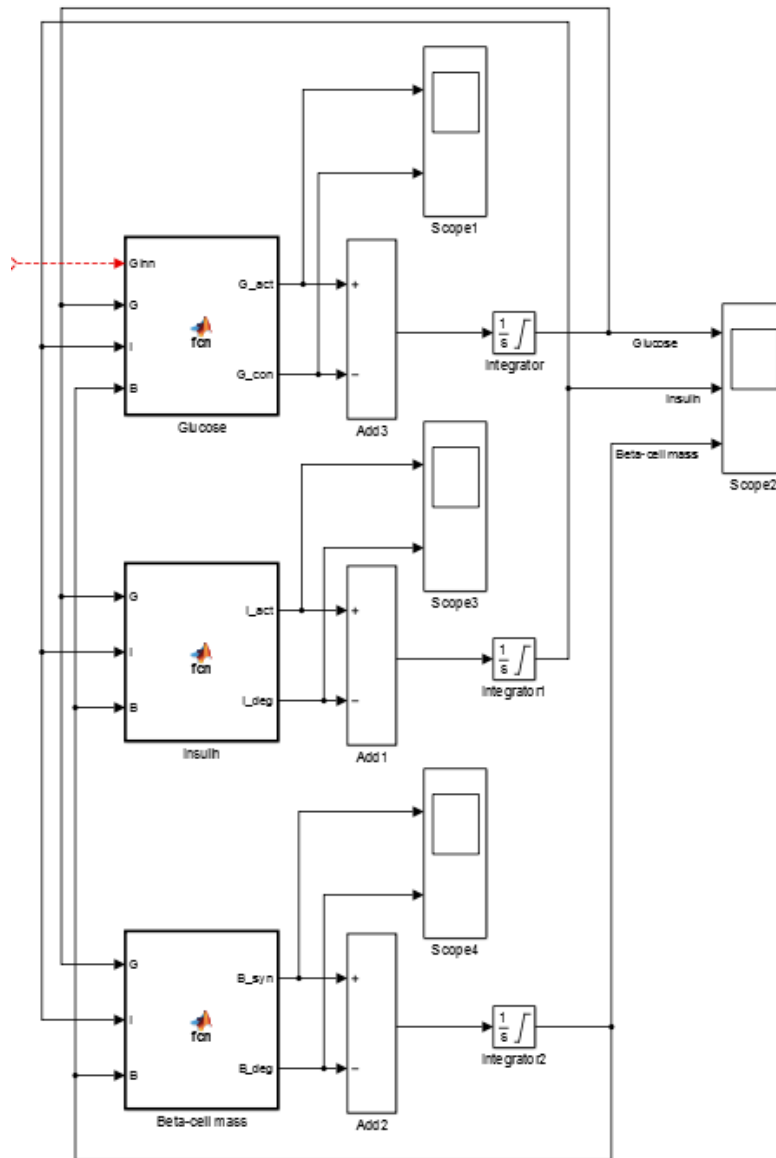 Scope1
GInn
G
I
B
G_act
G_con
fcn
Glucose
+
−
Add3
1
s
Integrator
Glucose
Insulin
Beta-cell mass
Scope2
Scope3
G
I
B
I_act
I_deg
fcn
Insulin
+
−
Add1
1
s
Integrator1
Scope4
G
I
B
B_syn
B_deg
fcn
Beta-cell mass
+
−
Add2
1
s
Integrator2